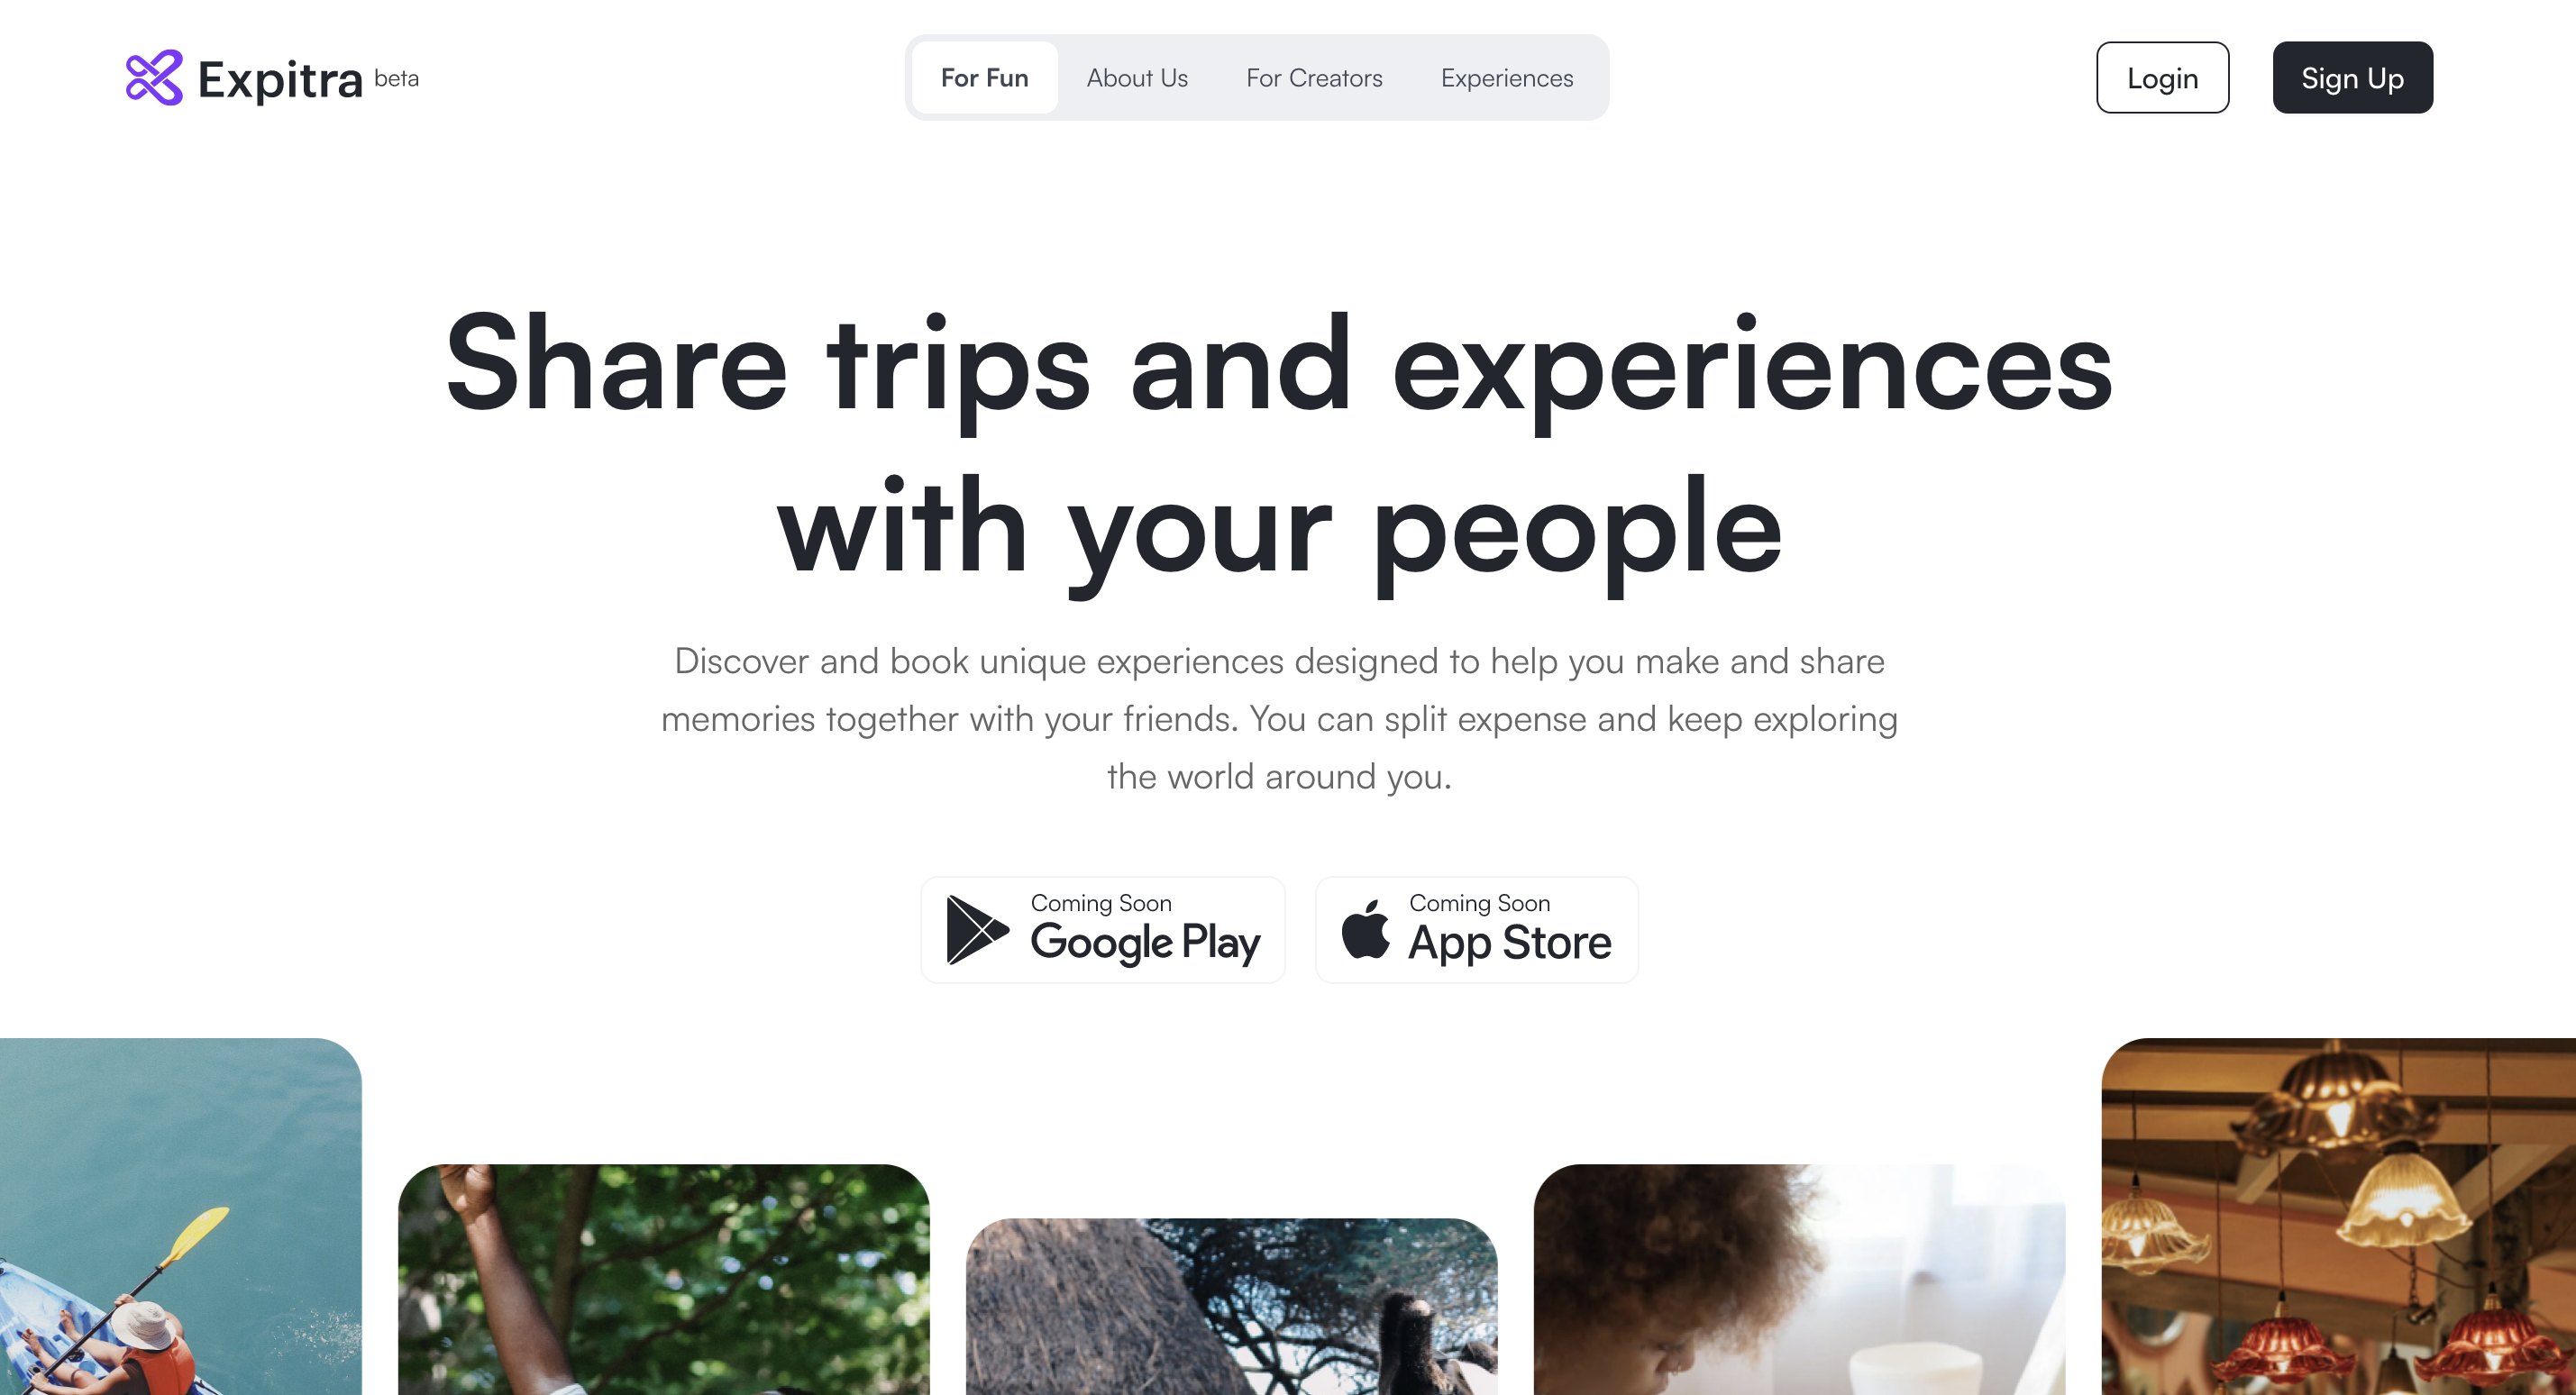 Expitra beta
For Fun
About Us
For Creators
Experiences
Login
Sign Up
Share trips and experiences
with your people
Discover and book unique experiences designed to help you make and share
memories together with your friends. You can split expense and keep exploring
the world around you.
Coming Soon
Google Play
Coming Soon
App Store